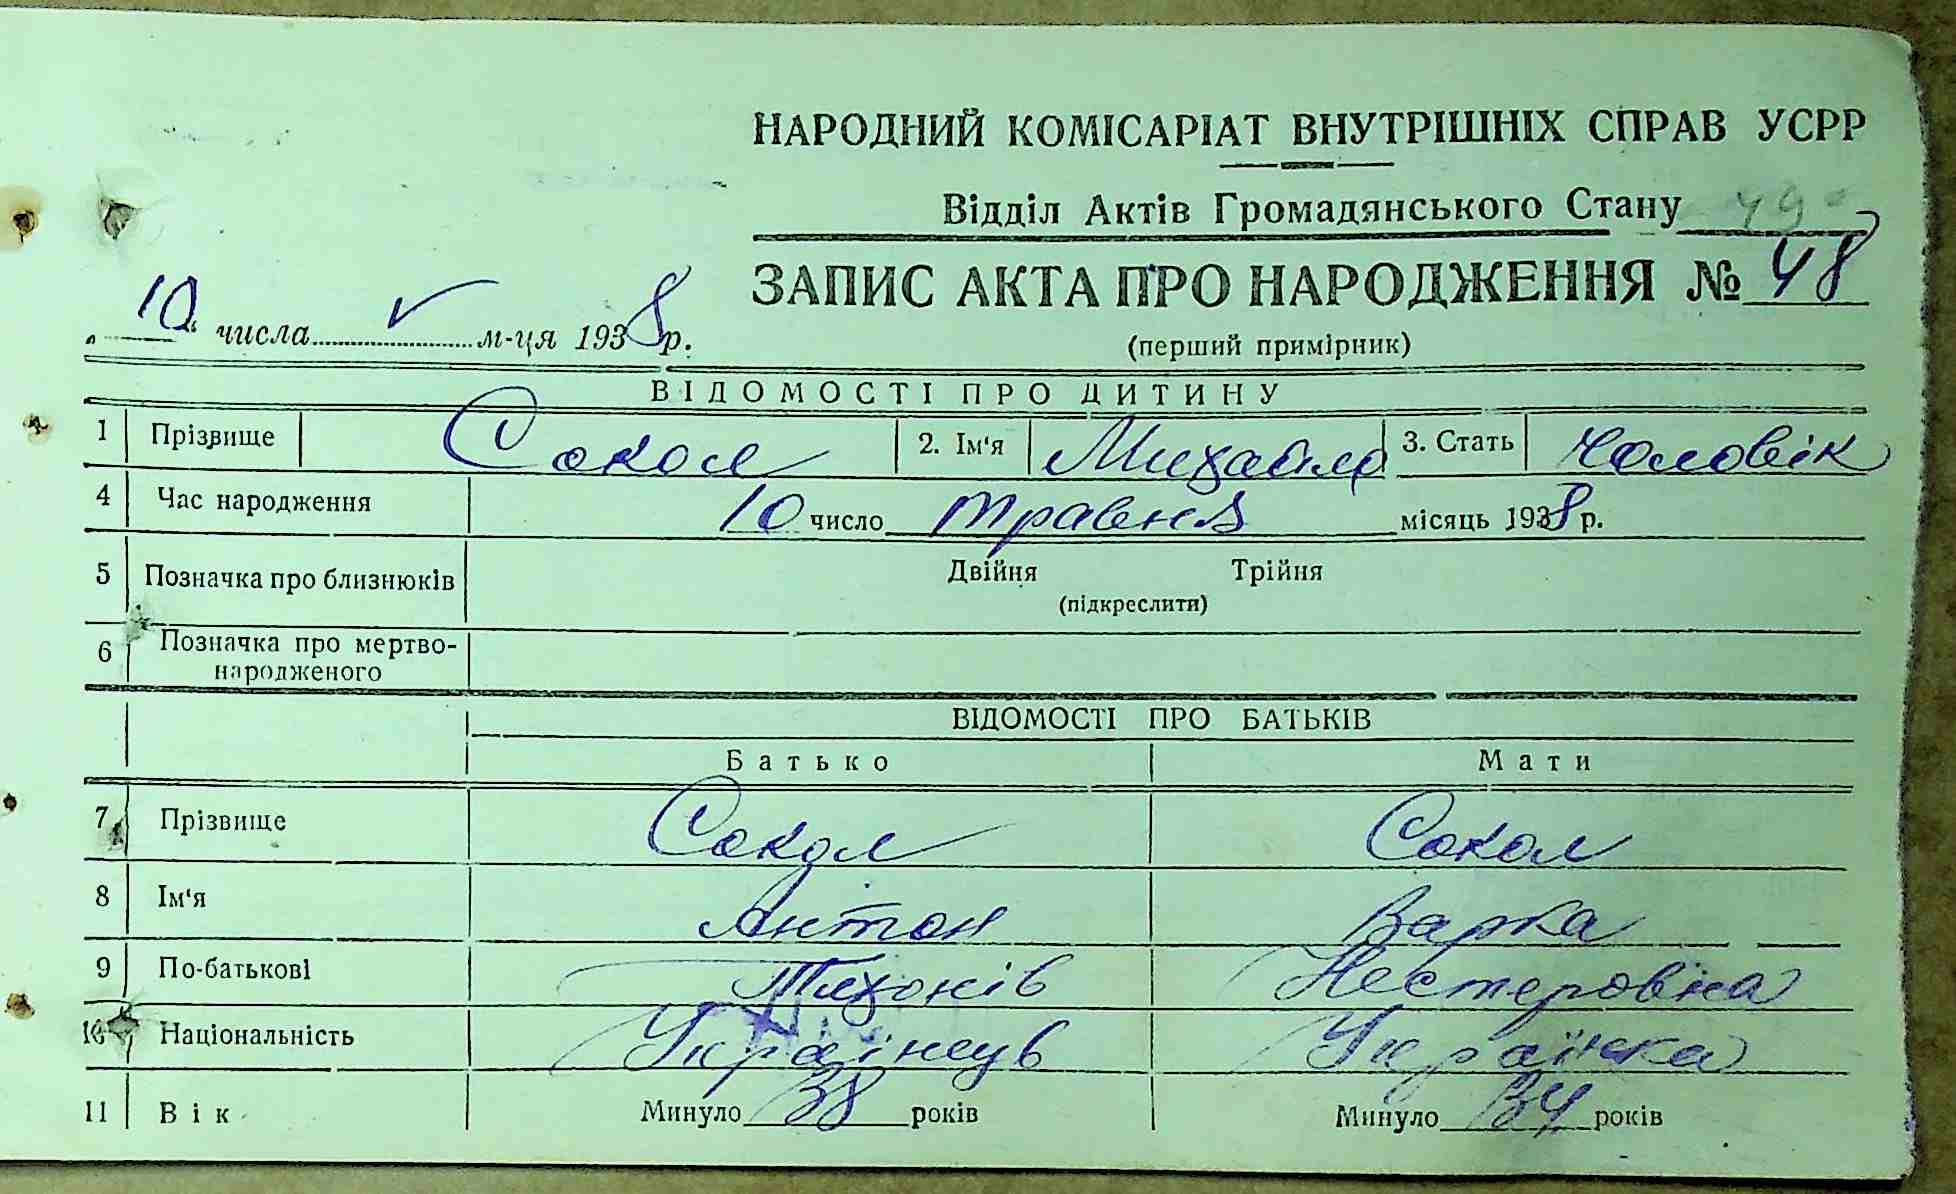 НАРОДНИЙ КОМІСАРІАТ ВНУТРІШНІХ СПРАВ УСРР
Відділ Актів Громадянського Стану 49
ЗАПИС АКТА ПРО НАРОДЖЕННЯ № 48
„10“ числа V м-ця 1938 р.
(перший примірник)
ВІДОМОСТІ ПРО ДИТИНУ
1 Прізвище Сокол 2. Ім'я Михайло 3. Стать Чоловік
4 Час народження 10 число травня місяць 1938 р.
5 Позначка про близнюків Двійня Трійня
(підкреслити)
6 Позначка про мертво-
народженого
ВІДОМОСТІ ПРО БАТЬКІВ
Батько Мати
7 Прізвище Сокол Сокол
8 Ім'я Антон Варка
9 По-батькові Тихонів Нестеровна
10 Національність Українець Українка
11 Вік Минуло 38 років Минуло 34 років